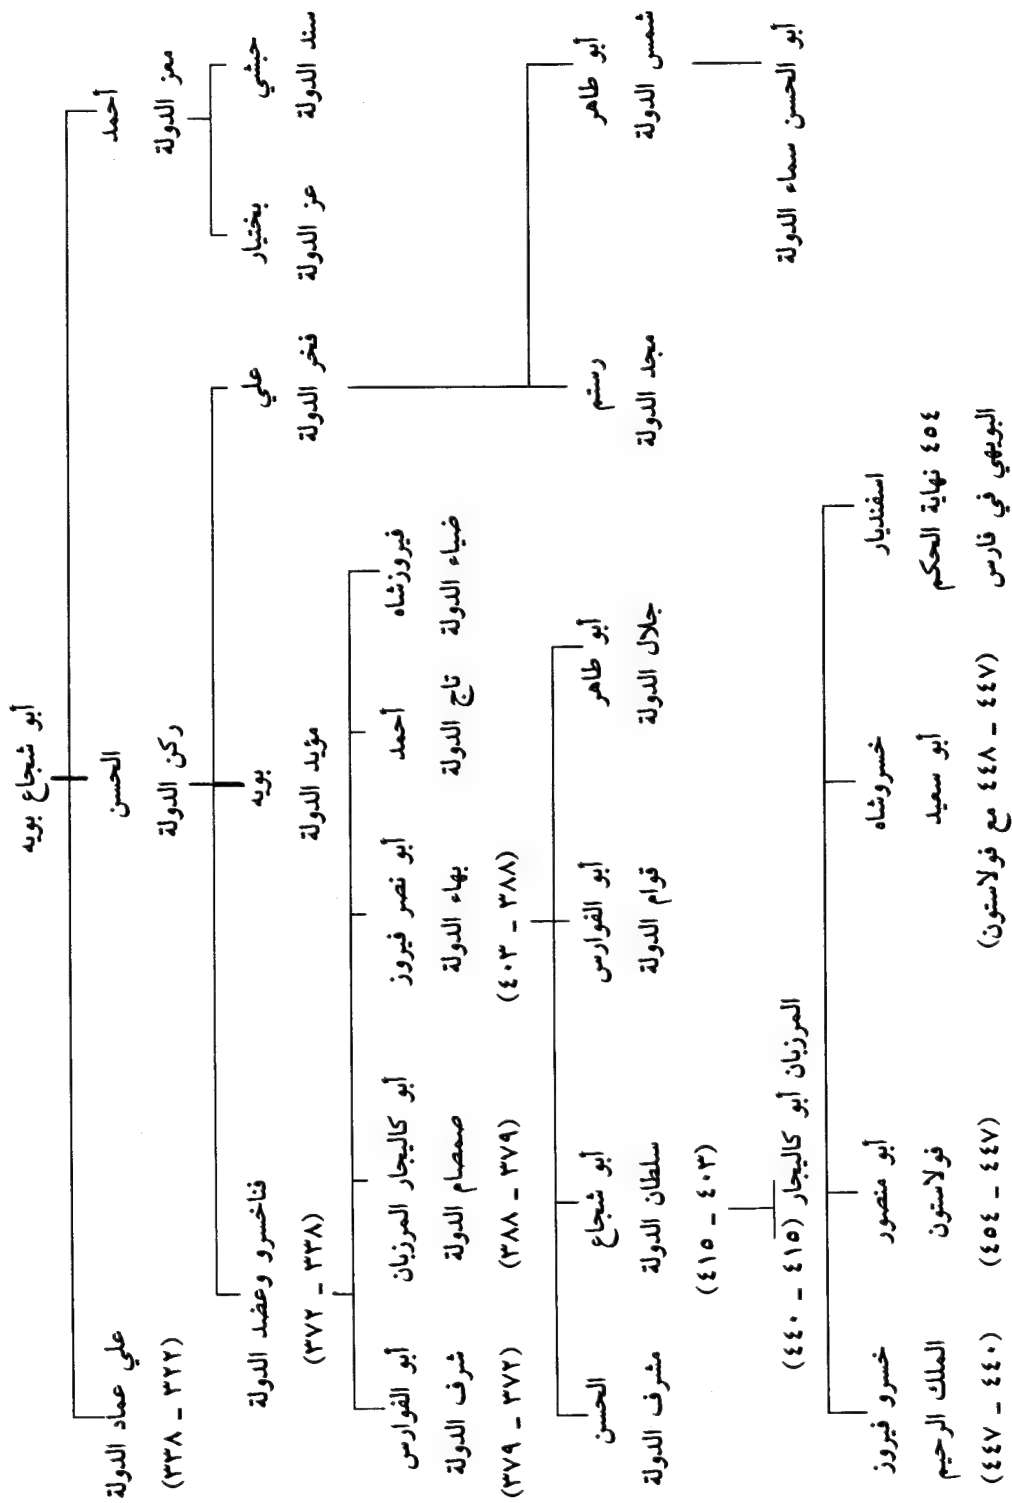 أبو شجاع بويه
أحمد الحسن علي عماد الدولة
معز الدولة ركن الدولة (٣٢٢ - ٣٣٨)
حبشي بختيار علي بويه فناخسرو وعضد الدولة
سند الدولة عز الدولة فخر الدولة مؤيد الدولة (٣٣٨ - ٣٧٢)
فيروزشاه أحمد أبو نصر فيروز أبو كاليجار المرزبان أبو الفوارس
ضياء الدولة تاج الدولة بهاء الدولة صمصام الدولة شرف الدولة
(٣٨٨ - ٤٠٣) (٣٧٩ - ٣٨٨) (٣٧٢ - ٣٧٩)
أبو طاهر رستم أبو طاهر أبو الفوارس أبو شجاع الحسن
شمس الدولة مجد الدولة جلال الدولة قوام الدولة سلطان الدولة مشرف الدولة
(٤٠٣ - ٤١٥)
أبو الحسن سماء الدولة المرزبان أبو كاليجار (٤١٥ - ٤٤٠)
اسفنديار خسروشاه أبو منصور خسرو فيروز
٤٥٤ نهاية الحكم أبو سعيد فولاستون الملك الرحيم
البويهي في فارس (٤٤٧ - ٤٤٨ مع فولاستون) (٤٤٧ - ٤٥٤) (٤٤٠ - ٤٤٧)